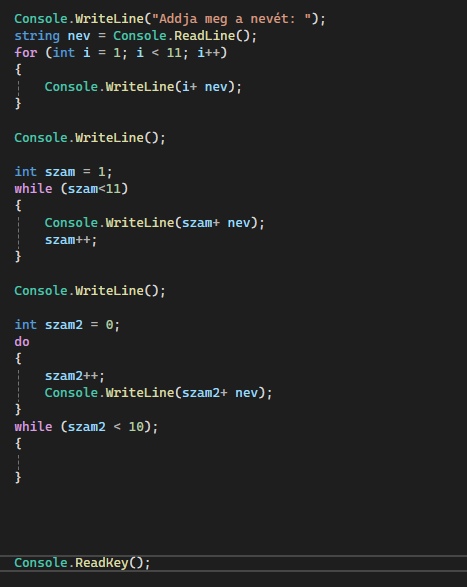 Console.WriteLine("Addja meg a nevét: ");
string nev = Console.ReadLine();
for (int i = 1; i < 11; i++)
{
    Console.WriteLine(i+ nev);
}
Console.WriteLine();
int szam = 1;
while (szam<11)
{
    Console.WriteLine(szam+ nev);
    szam++;
}
Console.WriteLine();
int szam2 = 0;
do
{
    szam2++;
    Console.WriteLine(szam2+ nev);
}
while (szam2 < 10);
{
}
Console.ReadKey();